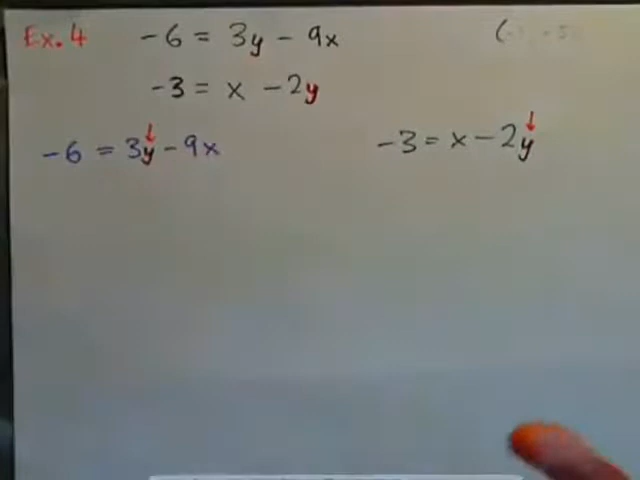 Ex. 4 -6 = 3y - 9x
-3 = x - 2y
-6 = 3y - 9x
-3 = x - 2y